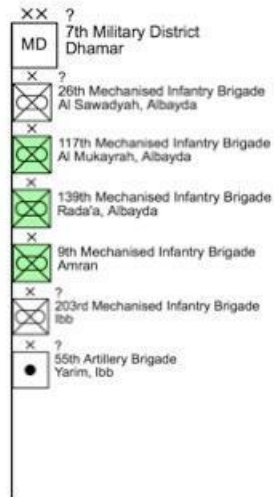 XX ?
7th Military District
MD
Dhamar
X ?
26th Mechanised Infantry Brigade
Al Sawadyah, Albayda
X
117th Mechanised Infantry Brigade
Al Mukayrah, Albayda
X
139th Mechanised Infantry Brigade
Rada'a, Albayda
X
9th Mechanised Infantry Brigade
Amran
X ?
203rd Mechanised Infantry Brigade
Ibb
X ?
55th Artillery Brigade
Yarim, Ibb